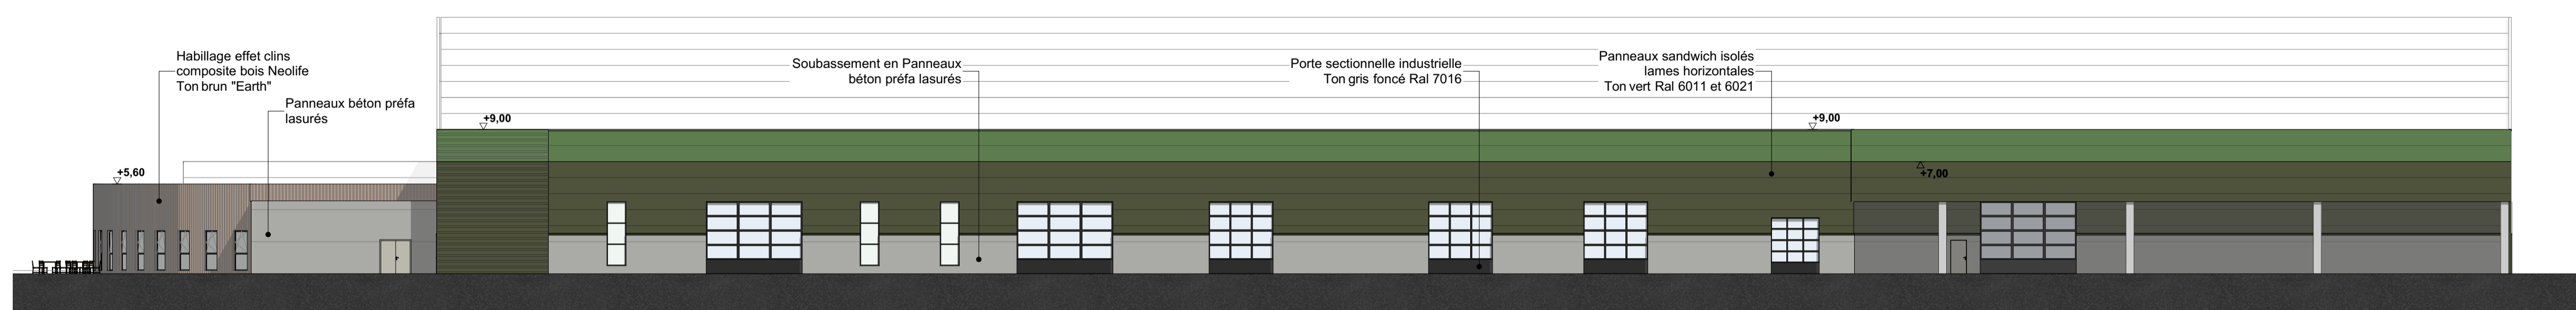 Habillage effet clins
composite bois Neolife
Ton brun "Earth"
Panneaux béton préfa
lasurés
Soubassement en Panneaux
béton préfa lasurés
Porte sectionnelle industrielle
Ton gris foncé Ral 7016
Panneaux sandwich isolés
lames horizontales
Ton vert Ral 6011 et 6021
+9,00
+9,00
+5,60
+7,00